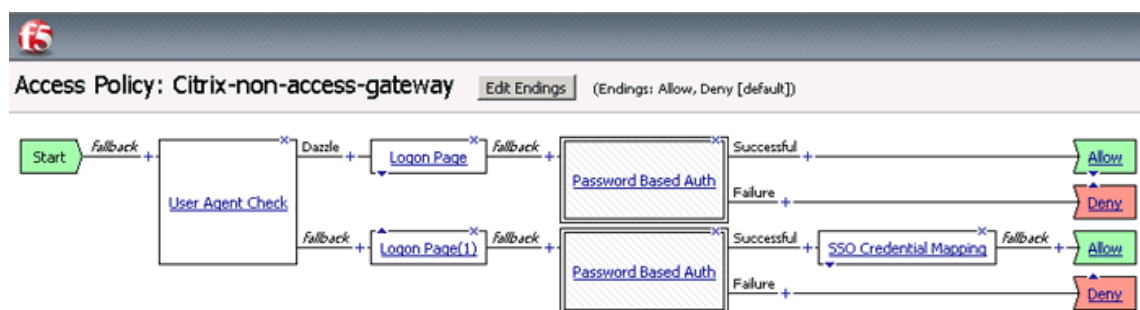 f5
Access Policy: Citrix-non-access-gateway Edit Endings (Endings: Allow, Deny [default])
Start Fallback + User Agent Check × Dazzle + Logon Page × Fallback + Password Based Auth × Successful + Allow
Failure + Deny
Fallback + Logon Page(1) × Fallback + Password Based Auth × Successful + SSO Credential Mapping × Fallback + Allow
Failure + Deny